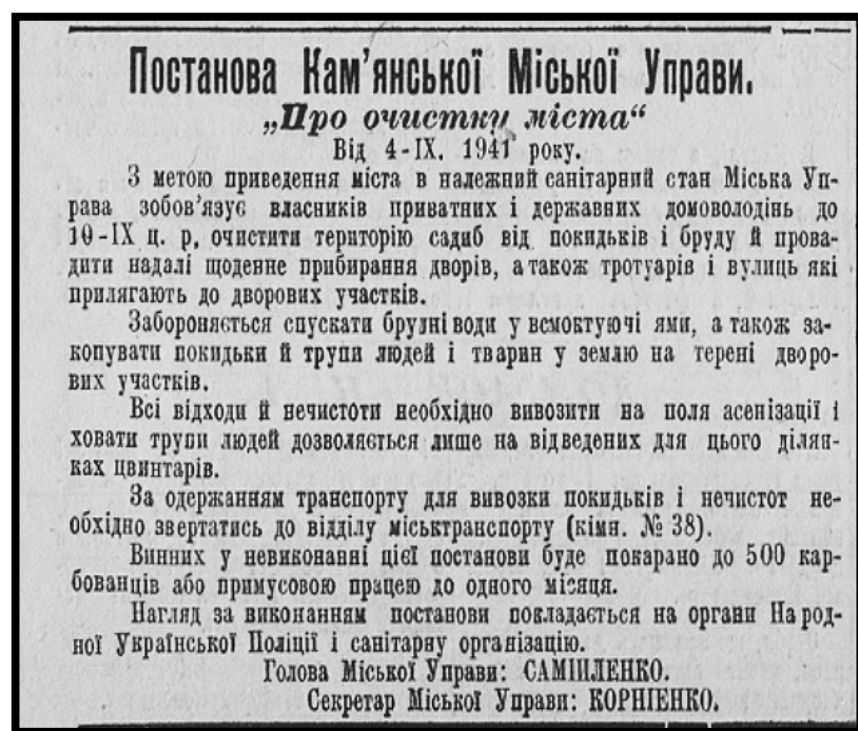 Постанова Кам’янської Міської Управи.
„Про очистку міста“
Від 4-IX. 1941 року.
З метою приведення міста в належний санітарний стан Міська Уп-
рава зобов’язує власників приватних і державних домоволодінь до
10-IX ц. р, очистити територію садиб від покидьків і бруду й прова-
дити надалі щоденне прибирання дворів, атакож тротуарів і вулиць які
прилягають до дворових участків.
Забороняється спускати брузні води у всмоктуючі ями, а також за-
копувати покидьки й трупи людей і тварин у землю на терені дворо-
вих участків.
Всі відходи й нечистоти необхідно вивозити на поля асенізації і
ховати трупи людей дозволяється лише на відведених для цього ділян-
ках цвинтарів.
За одержанням транспорту для вивозки покидьків і нечистот не-
обхідно звертатись до відділу міськтранспорту (кімн. № 38).
Винних у невиконанні цієї постанови буде покарано до 500 кар-
бованців або примусовою працею до одного місяця.
Нагляд за виконанням постанови покладається на органи Народ-
ної Української Поліції і санітарну організацію.
Голова Міської Управи: САМІЙЛЕНКО.
Секретар Міської Управи: КОРНІЕНКО.